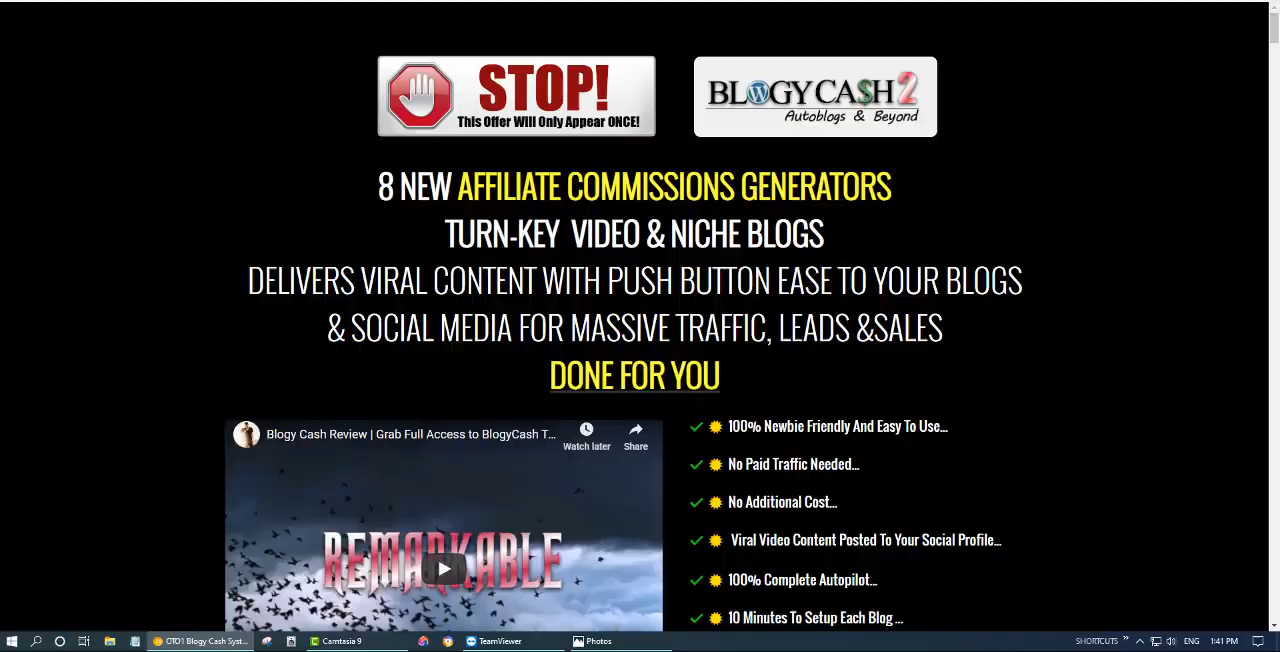 STOP!
This Offer Will Only Appear ONCE!
BLOGY CA$H 2
Autoblogs & Beyond
8 NEW AFFILIATE COMMISSIONS GENERATORS
TURN-KEY VIDEO & NICHE BLOGS
DELIVERS VIRAL CONTENT WITH PUSH BUTTON EASE TO YOUR BLOGS
& SOCIAL MEDIA FOR MASSIVE TRAFFIC, LEADS &SALES
DONE FOR YOU
Blogy Cash Review | Grab Full Access to BlogyCash T...
Watch later
Share
REMARKABLE
100% Newbie Friendly And Easy To Use...
No Paid Traffic Needed...
No Additional Cost...
Viral Video Content Posted To Your Social Profile...
100% Complete Autopilot...
10 Minutes To Setup Each Blog ...
OTO1 Blogy Cash Syst...
Camtasia 9
TeamViewer
Photos
SHORTCUTS
ENG
1:41 PM